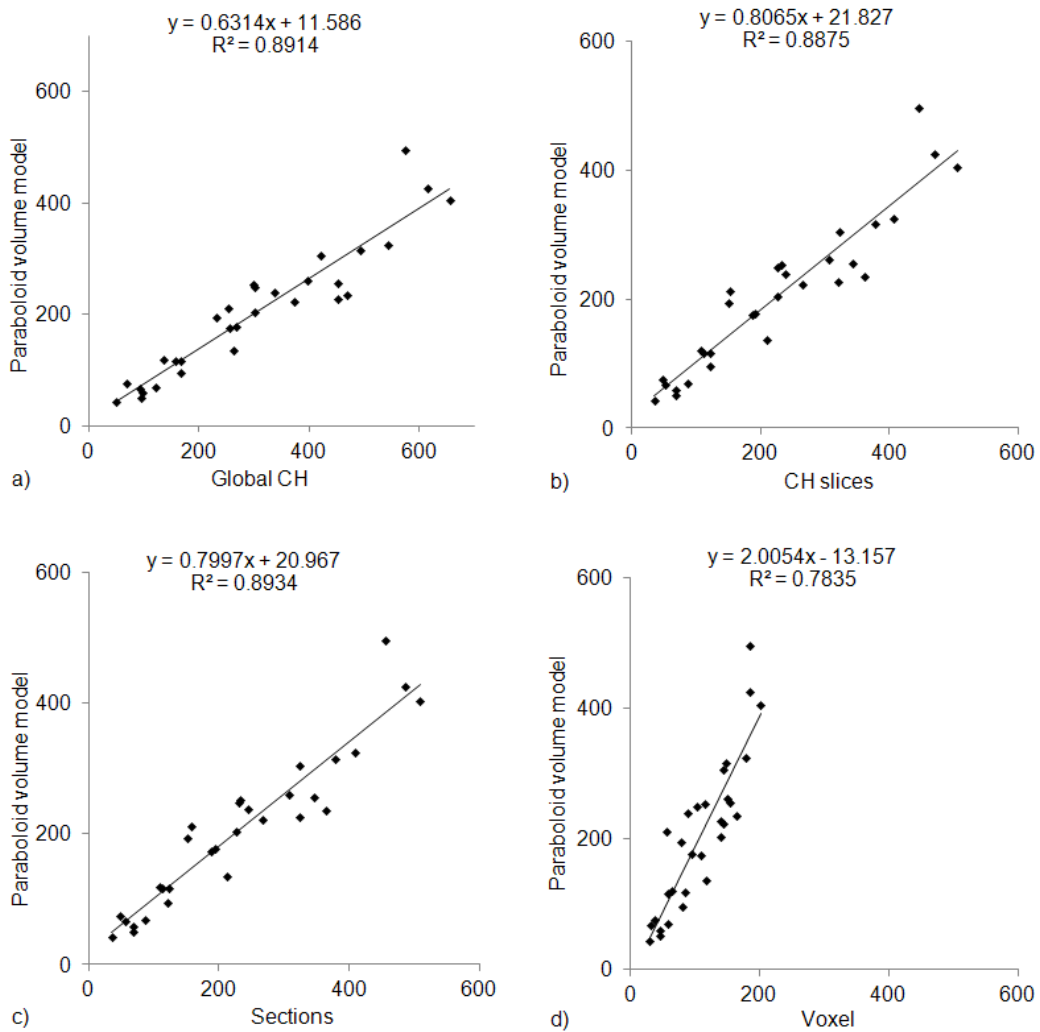 y = 0.6314x + 11.586
R² = 0.8914
600
400
200
0
0 200 400 600
Paraboloid volume model
Global CH
a)
y = 0.8065x + 21.827
R² = 0.8875
600
400
200
0
0 200 400 600
Paraboloid volume model
CH slices
b)
y = 0.7997x + 20.967
R² = 0.8934
600
400
200
0
0 200 400 600
Paraboloid volume model
Sections
c)
y = 2.0054x - 13.157
R² = 0.7835
600
400
200
0
0 200 400 600
Paraboloid volume model
Voxel
d)